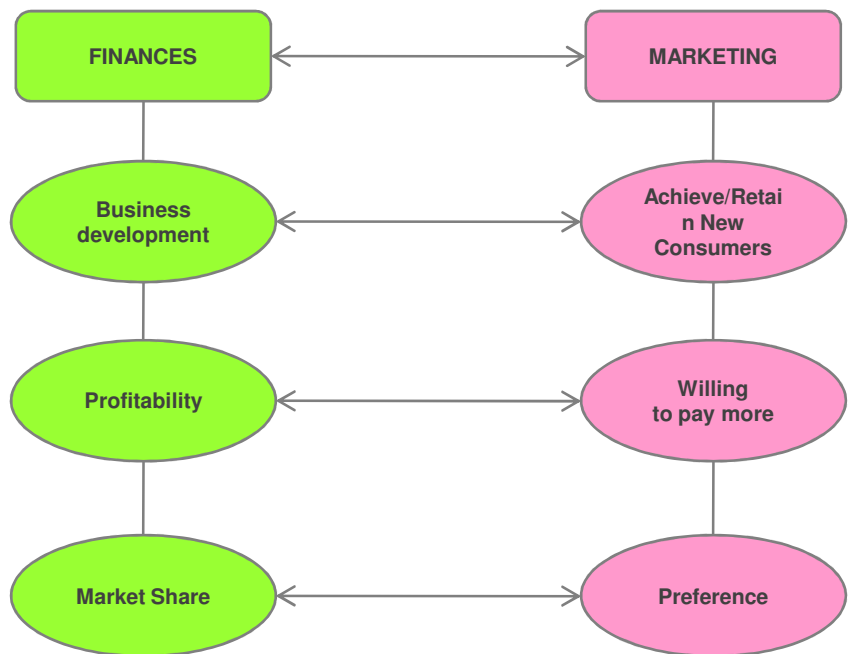 FINANCES
MARKETING
Business
development
Achieve/Retai
n New
Consumers
Profitability
Willing
to pay more
Market Share
Preference